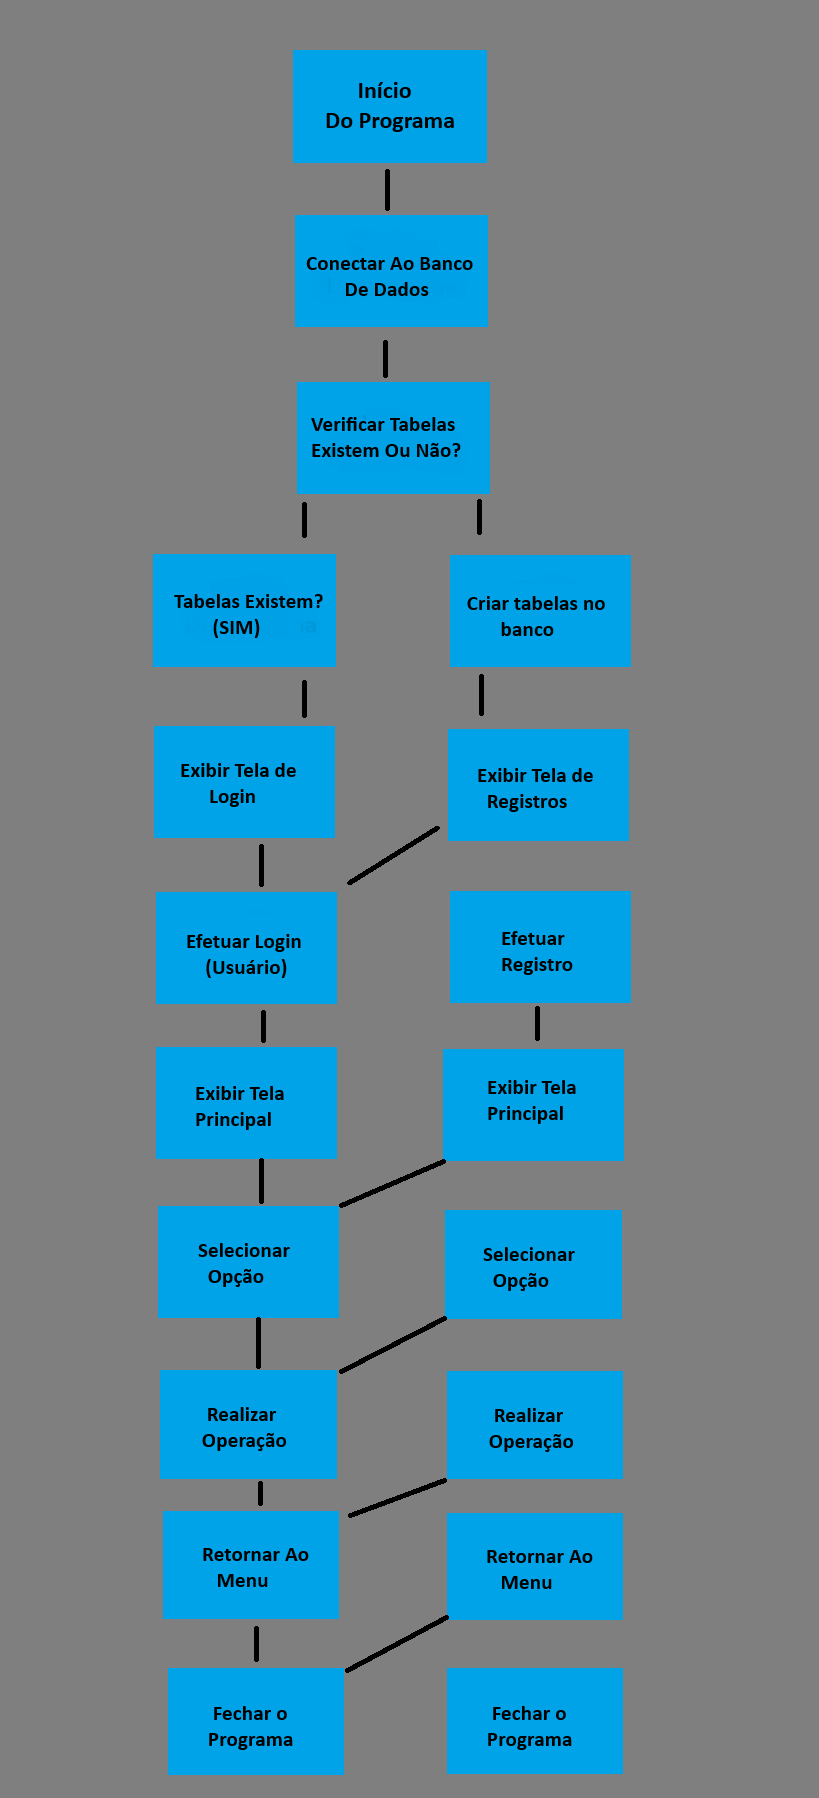 Início
Do Programa
Conectar Ao Banco
De Dados
Verificar Tabelas
Existem Ou Não?
Tabelas Existem?
(SIM)
Criar tabelas no
banco
Exibir Tela de
Login
Exibir Tela de
Registros
Efetuar Login
(Usuário)
Efetuar
Registro
Exibir Tela
Principal
Exibir Tela
Principal
Selecionar
Opção
Selecionar
Opção
Realizar
Operação
Realizar
Operação
Retornar Ao
Menu
Retornar Ao
Menu
Fechar o
Programa
Fechar o
Programa